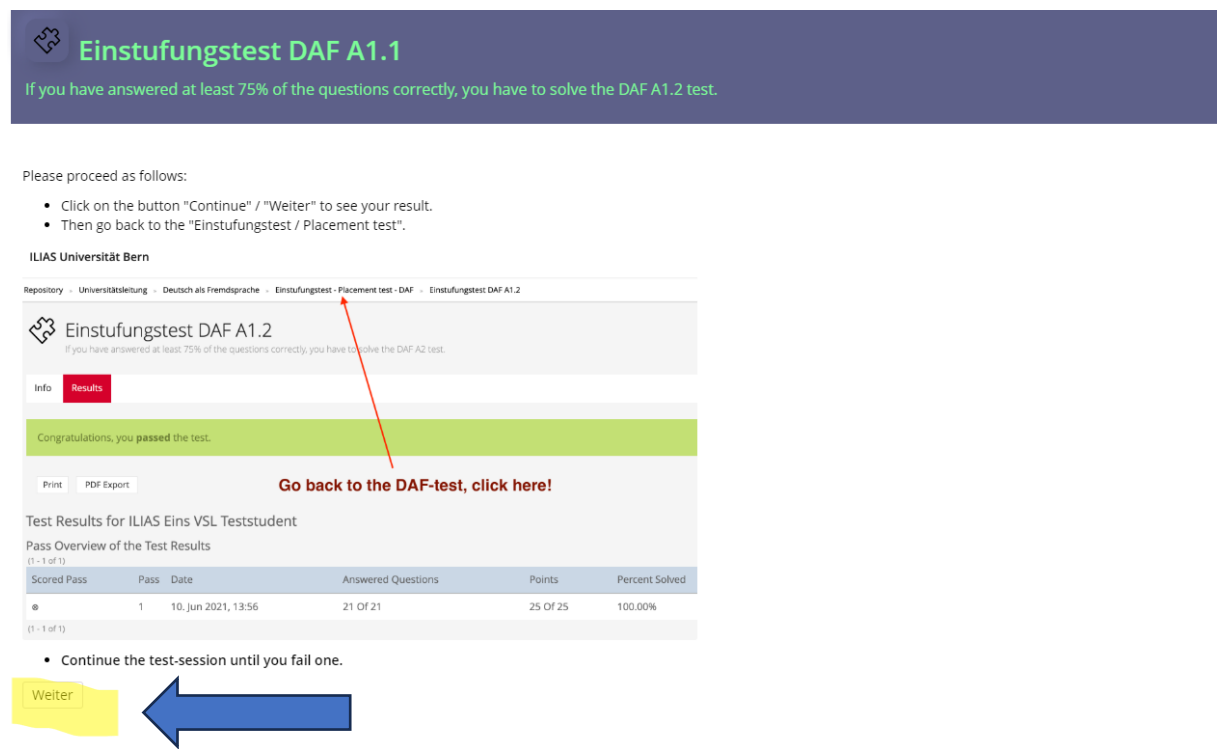 Einstufungstest DAF A1.1
If you have answered at least 75% of the questions correctly, you have to solve the DAF A1.2 test.
Please proceed as follows:
Click on the button "Continue" / "Weiter" to see your result.
Then go back to the "Einstufungstest / Placement test".
ILIAS Universität Bern
Repository Universitätsleitung Deutsch als Fremdsprache Einstufungstest - Placement test - DAF Einstufungstest DAF A1.2
Einstufungstest DAF A1.2
If you have answered at least 75% of the questions correctly, you have to solve the DAF A2 test.
Info Results
Congratulations, you passed the test.
Print PDF Export
Go back to the DAF-test, click here!
Test Results for ILIAS Eins VSL Teststudent
Pass Overview of the Test Results
(1 - 1 of 1)
Scored Pass Pass Date Answered Questions Points Percent Solved
1 10. Jun 2021, 13:56 21 Of 21 25 Of 25 100.00%
(1 - 1 of 1)
Continue the test-session until you fail one.
Weiter